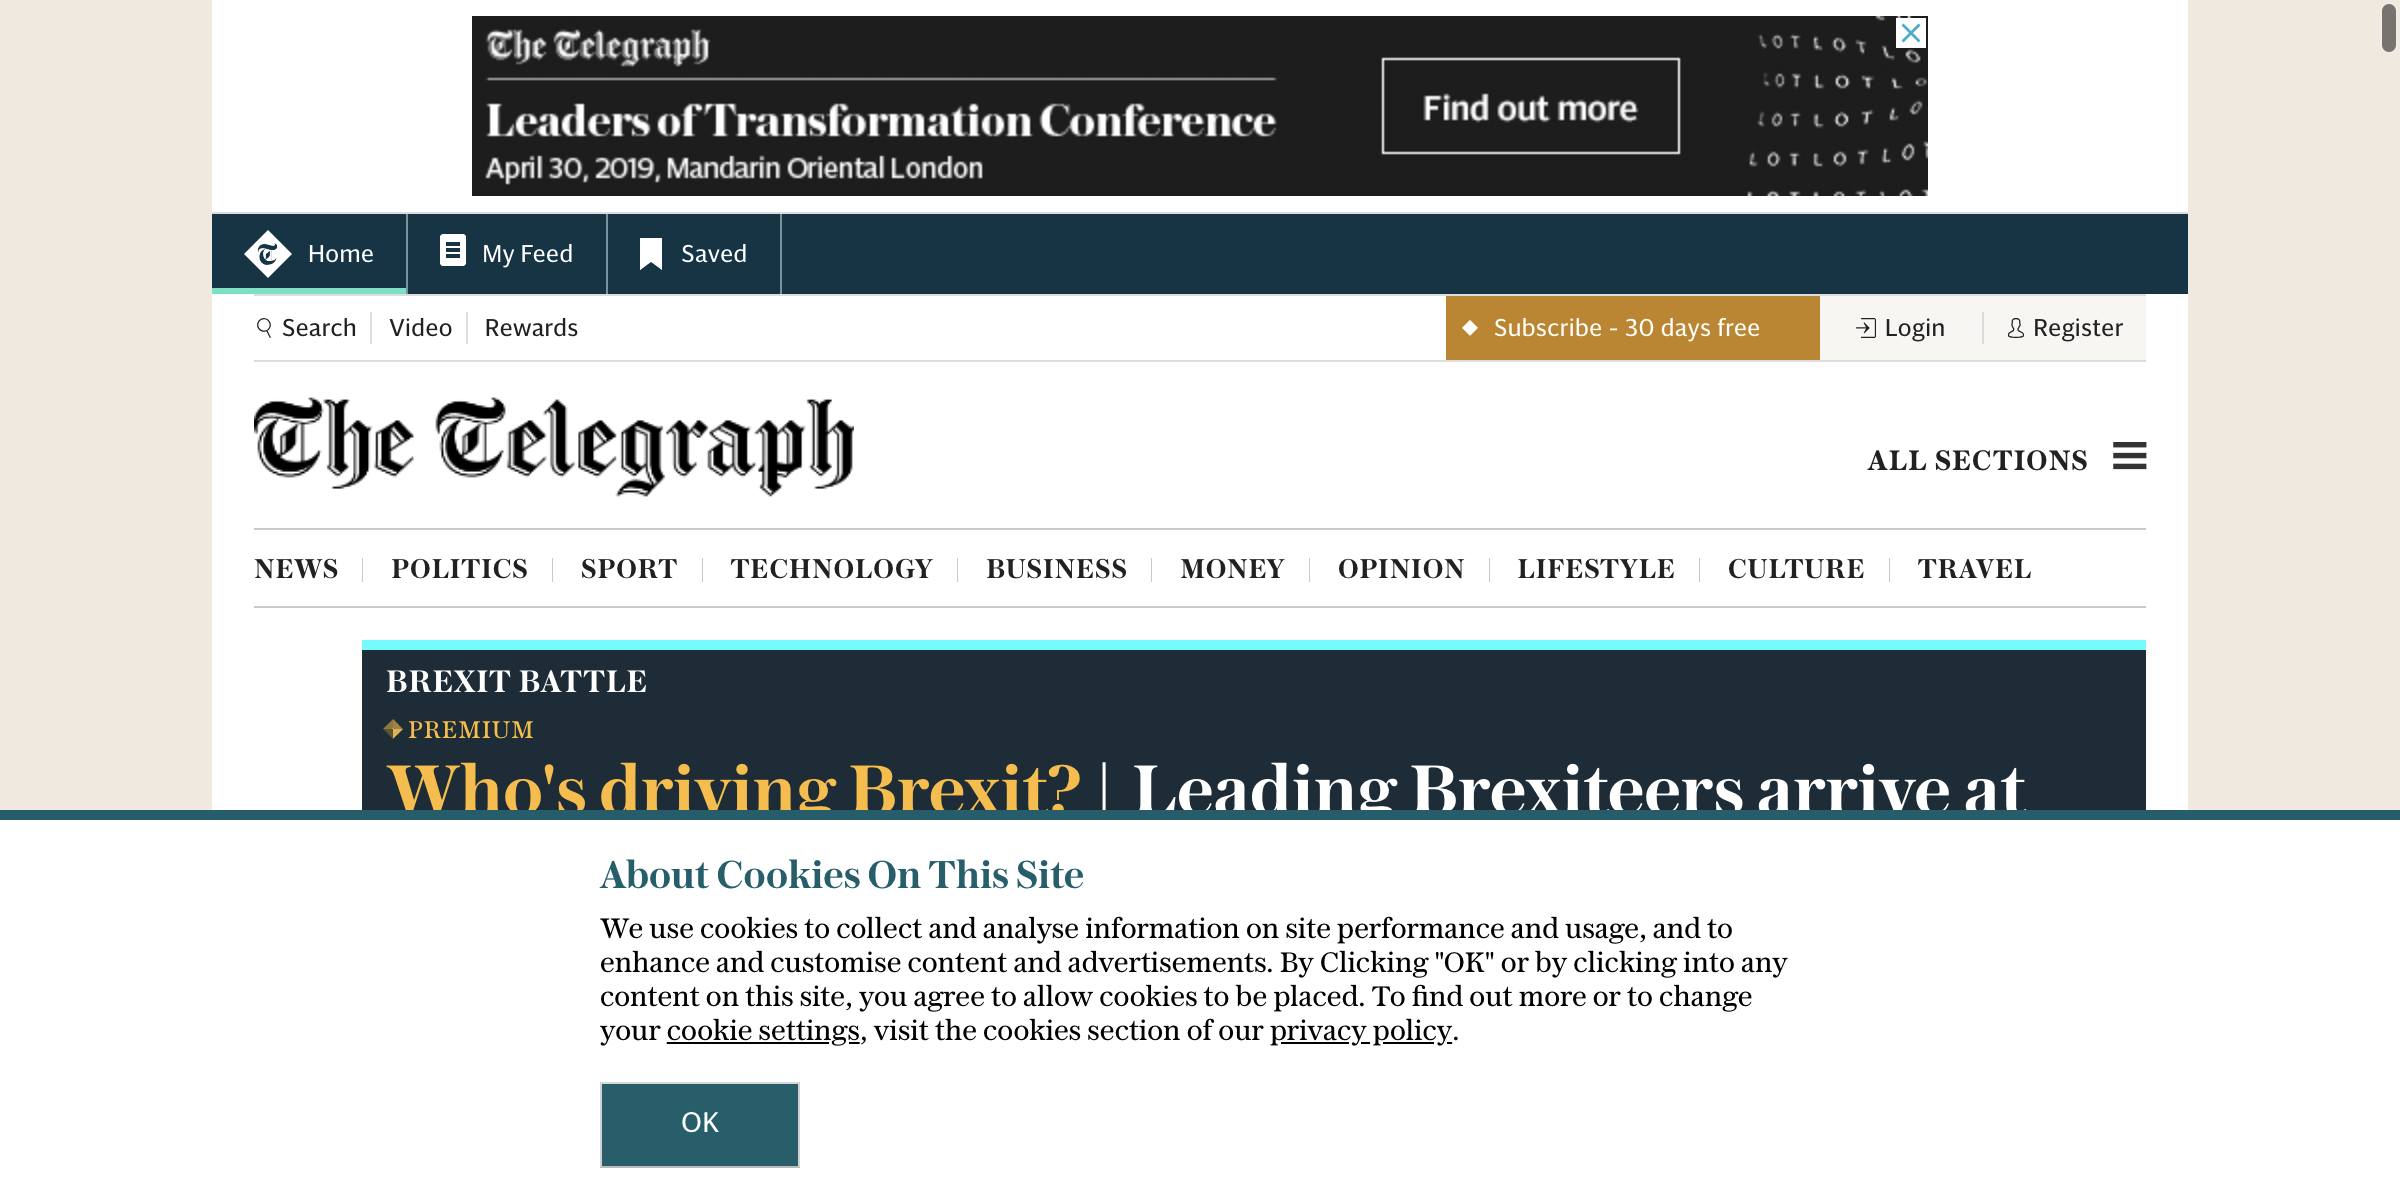 The Telegraph
Leaders of Transformation Conference
April 30, 2019, Mandarin Oriental London
Find out more
LOTLOTLO
LOTLOTLO
LOTLOTLO
LOTLOTLOT
Home
My Feed
Saved
Search
Video
Rewards
Subscribe - 30 days free
Login
Register
The Telegraph
ALL SECTIONS
NEWS
POLITICS
SPORT
TECHNOLOGY
BUSINESS
MONEY
OPINION
LIFESTYLE
CULTURE
TRAVEL
BREXIT BATTLE
PREMIUM
Who's driving Brexit? | Leading Brexiteers arrive at
About Cookies On This Site
We use cookies to collect and analyse information on site performance and usage, and to
enhance and customise content and advertisements. By Clicking "OK" or by clicking into any
content on this site, you agree to allow cookies to be placed. To find out more or to change
your cookie settings, visit the cookies section of our privacy policy.
OK